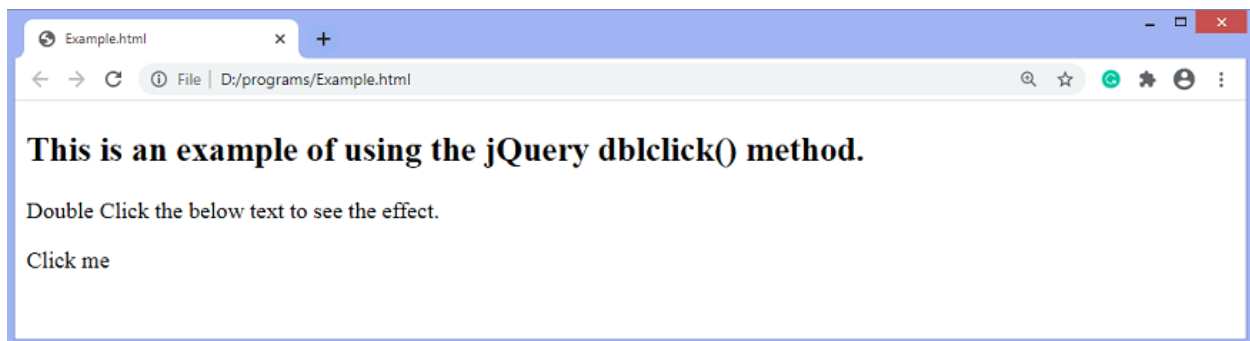 Example.html
File | D:/programs/Example.html
This is an example of using the jQuery dblclick() method.
Double Click the below text to see the effect.
Click me